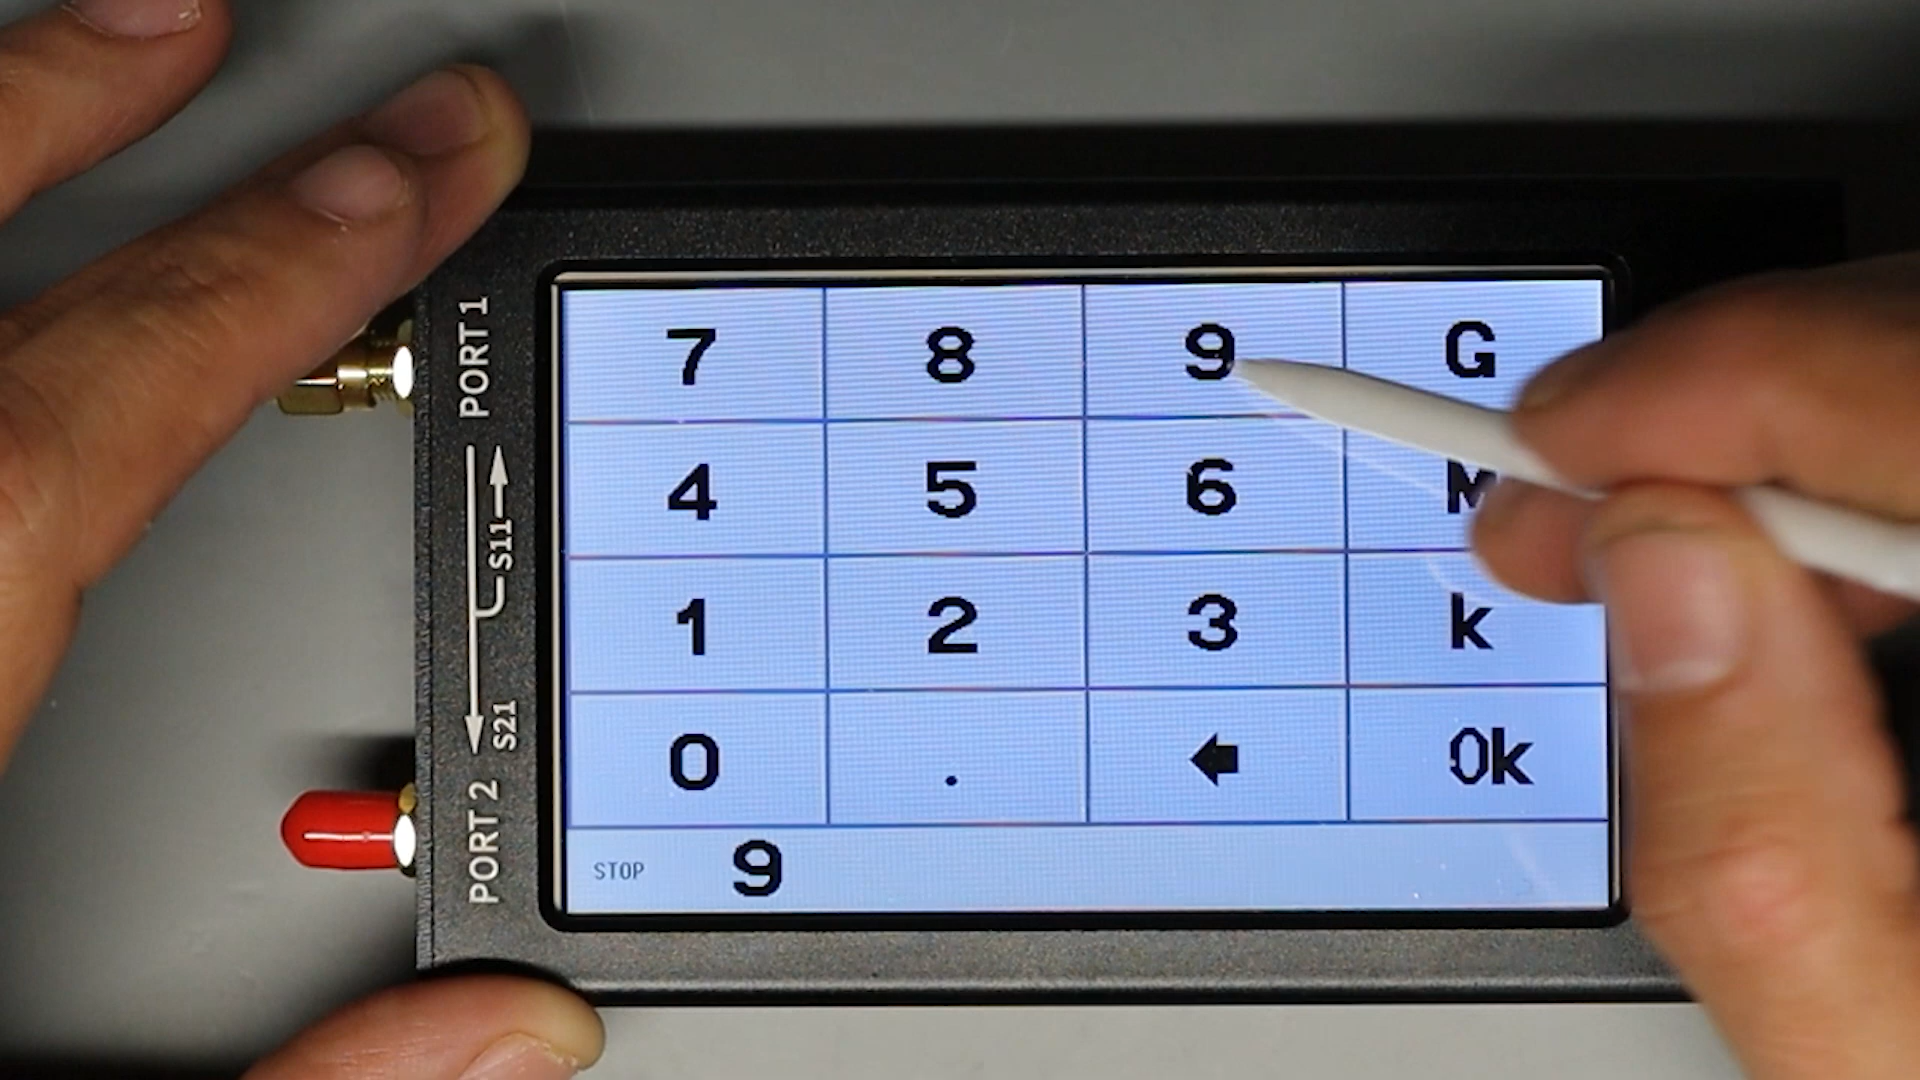 PORT 1
S11
S21
PORT 2
7 8 9 G
4 5 6 M
1 2 3 k
0 . Ok
STOP 9